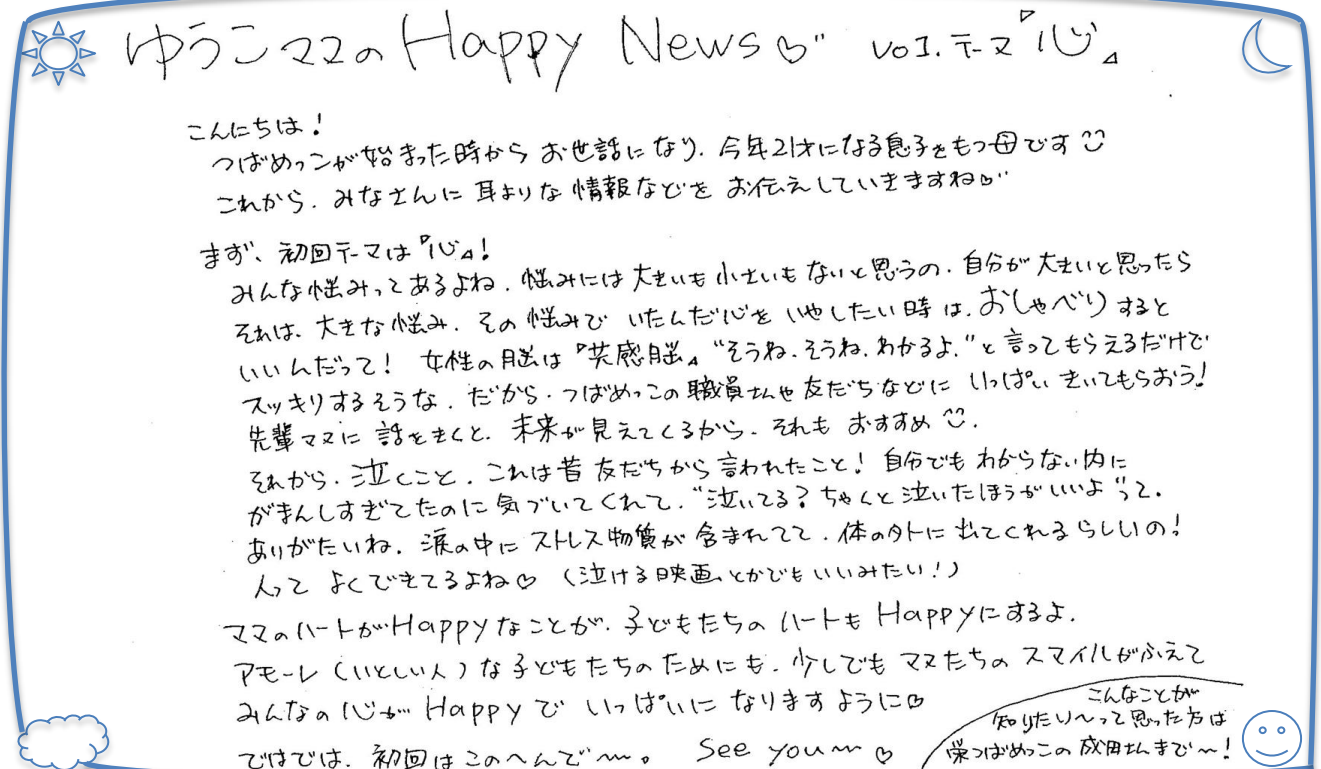 ゆうこママの Happy News♡" vol. テーマ『心』
こんにちは!
つばめっこが始まった時から お世話になり、今年21才になる息子をもつ母です
これから、みなさんに 耳よりな 情報などを お伝えしていきますね♡"
まず、初回テーマは『心』!
みんな悩みってあるよね。悩みには大きいも小さいもないと思うの。自分が大きいと思ったら
それは、大きな悩み。その悩みで いたんだ心を いやしたい時は、おしゃべりすると
いいんだって! 女性の脳は『共感脳』"そうね、そうね、わかるよ。"と言ってもらえるだけで
スッキリするそうな。だから、つばめっこの職員さんや友だちなどに いっぱい きいてもらおう!
先輩ママに 話をきくと、未来が見えてくるから、それも おすすめ。
それから、泣くこと。これは昔 友だちから言われたこと! 自分でも わからない内に
がまんしすぎてたのに 気づいてくれて、"泣いてる?ちゃんと泣いたほうがいいよ"って。
ありがたいね。涙の中に ストレス物質が 含まれてて、体の外に 出てくれるらしいの!
人って よくできてるよね♡ (泣ける映画とかでもいいみたい!)
ママのハートがHappyなことが、子どもたちの ハートも Happyにするよ。
アモーレ(いとしい人)な子どもたちのためにも、少しでも ママたちの スマイルがふえて
みんなの心が Happyで いっぱいに なりますように♡
ではでは、初回はこのへんで〜。 See you〜 ♡
こんなことが
知りたい〜って思った方は
栄つばめっこの 成田さんまで〜!